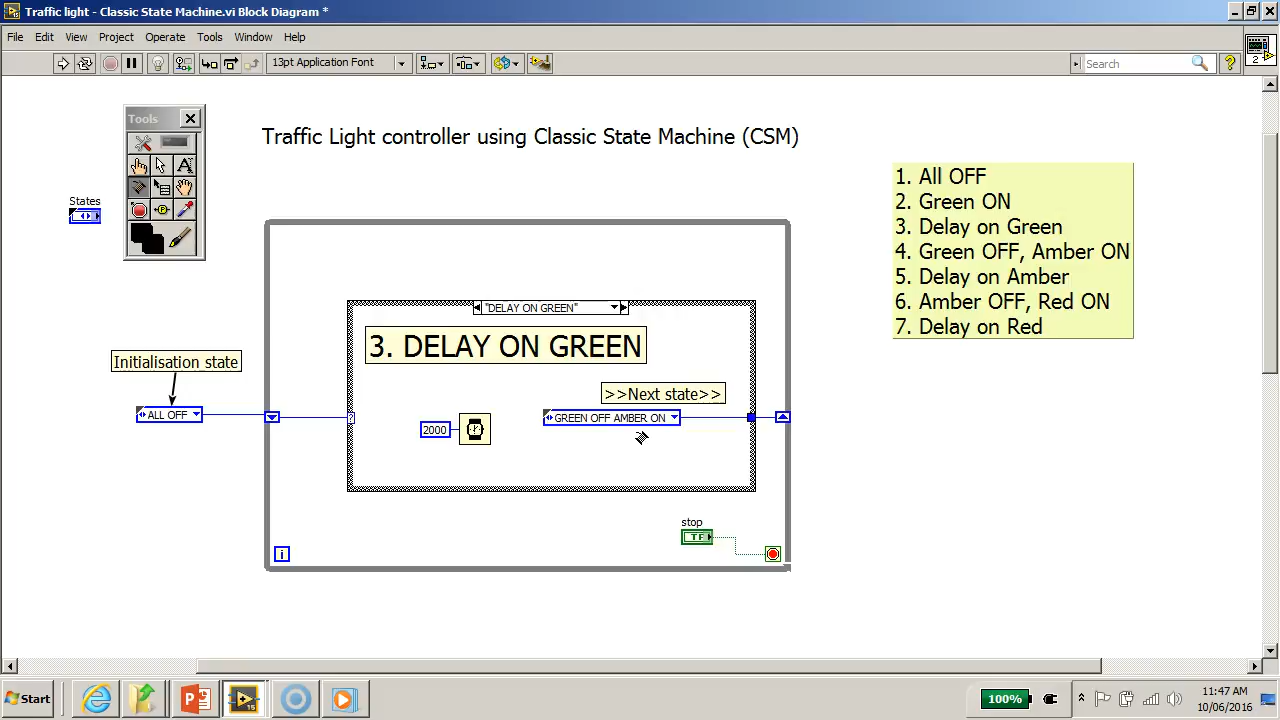 Traffic light - Classic State Machine.vi Block Diagram *
File Edit View Project Operate Tools Window Help
13pt Application Font
Search
?
2
15
Tools
Traffic Light controller using Classic State Machine (CSM)
States
1. All OFF
2. Green ON
3. Delay on Green
4. Green OFF, Amber ON
5. Delay on Amber
6. Amber OFF, Red ON
7. Delay on Red
"DELAY ON GREEN"
3. DELAY ON GREEN
Initialisation state
>>Next state>>
ALL OFF
GREEN OFF AMBER ON
2000
stop
TF
i
Start
100%
11:47 AM
10/06/2016